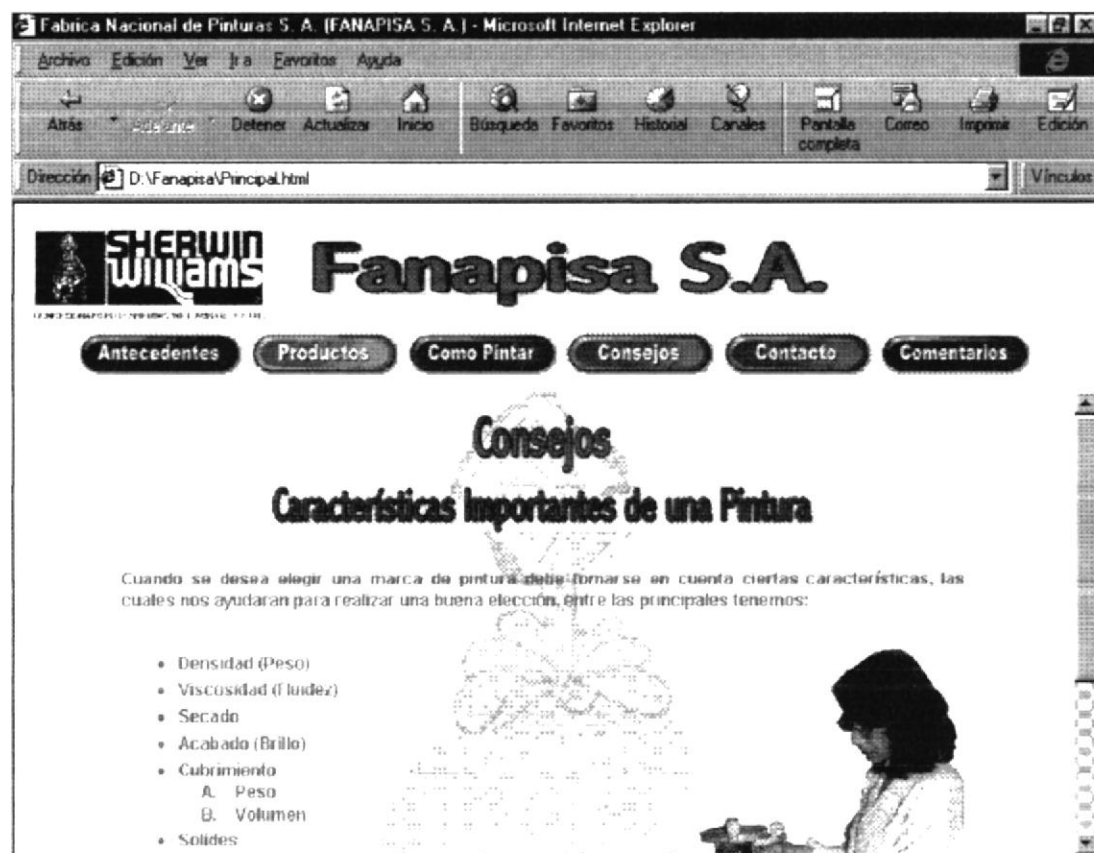 Fabrica Nacional de Pinturas S. A. (FANAPISA S. A.) - Microsoft Internet Explorer
Archivo Edición Ver Ir a Favoritos Ayuda
Atrás Adelante Detener Actualizar Inicio Búsqueda Favoritos Historial Canales Pantalla completa Correo Imprimir Edición
Dirección D:\Fanapisa\Principal.html Vínculos
SHERWIN
WILLIAMS
Fanapisa S.A.
Antecedentes Productos Como Pintar Consejos Contacto Comentarios
Consejos
Características Importantes de una Pintura
Cuando se desea elegir una marca de pintura debe tomarse en cuenta ciertas características, las
cuales nos ayudaran para realizar una buena elección, entre las principales tenemos:
Densidad (Peso)
Viscosidad (Fluidez)
Secado
Acabado (Brillo)
Cubrimiento
A. Peso
B. Volumen
Solides